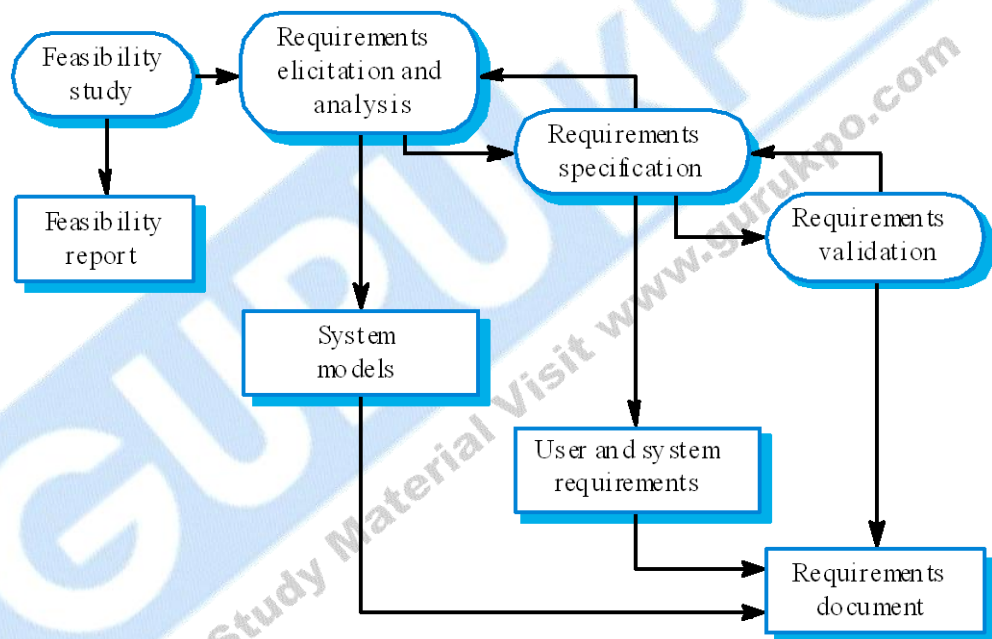 Feasibility
study
Requirements
elicitation and
analysis
Requirements
specification
Requirements
validation
Feasibility
report
System
models
User and system
requirements
Requirements
document
GURUKPO
Study Material Visit www.gurukpo.com